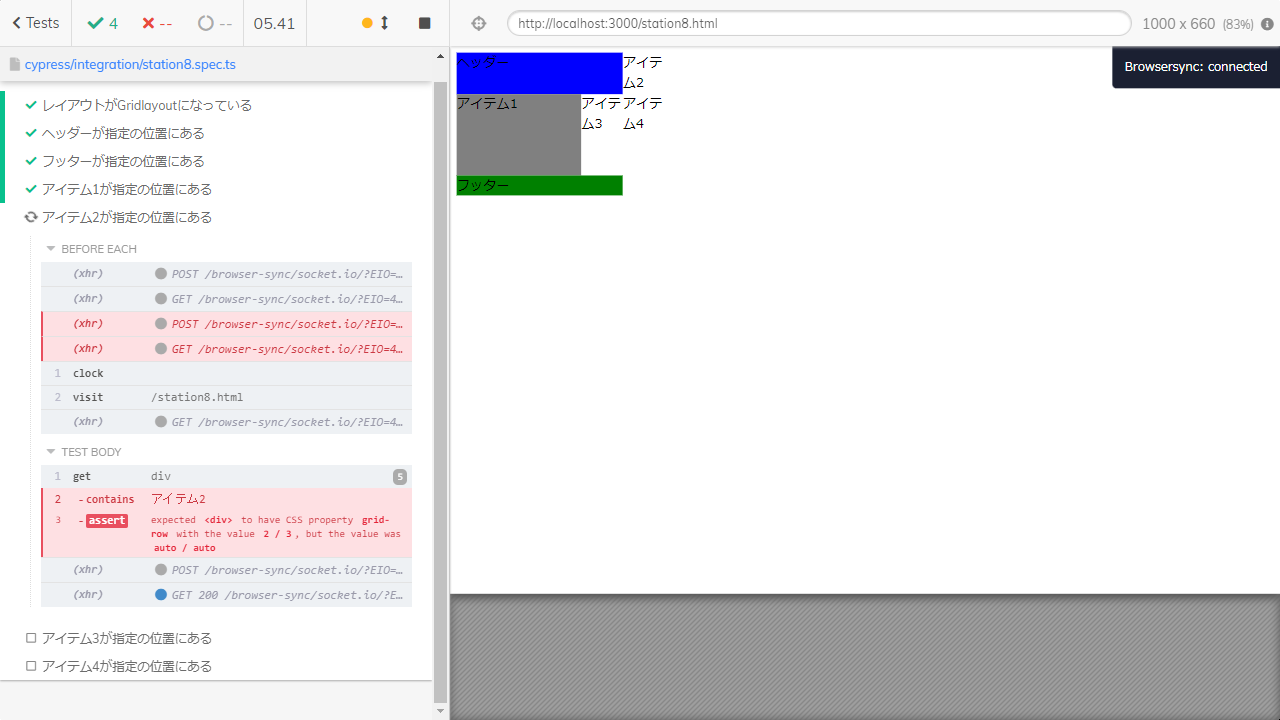 Tests
4
--
--
05.41
http://localhost:3000/station8.html
1000 x 660 (83%)
cypress/integration/station8.spec.ts
レイアウトがGridlayoutになっている
ヘッダーが指定の位置にある
フッターが指定の位置にある
アイテム1が指定の位置にある
アイテム2が指定の位置にある
BEFORE EACH
(xhr) POST /browser-sync/socket.io/?EIO=…
(xhr) GET /browser-sync/socket.io/?EIO=4…
(xhr) POST /browser-sync/socket.io/?EIO=…
(xhr) GET /browser-sync/socket.io/?EIO=4…
1 clock
2 visit /station8.html
(xhr) GET /browser-sync/socket.io/?EIO=4…
TEST BODY
1 get div 5
2 -contains アイテム2
3 -assert expected <div> to have CSS property grid-
row with the value 2 / 3, but the value was
auto / auto
(xhr) POST /browser-sync/socket.io/?EIO=…
(xhr) GET 200 /browser-sync/socket.io/?E…
アイテム3が指定の位置にある
アイテム4が指定の位置にある
ヘッダー
アイテ
ム2
アイテム1
アイテ
ム3
アイテ
ム4
フッター
Browsersync: connected